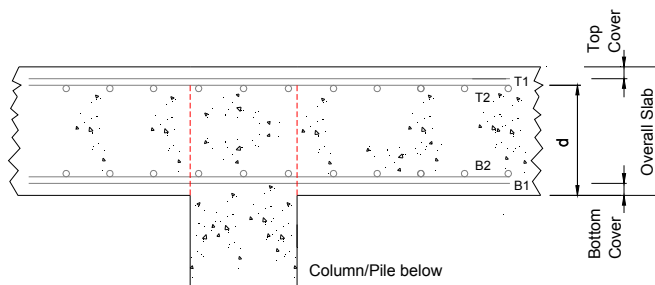 Top
Cover
T1
T2
d
Overall Slab
B2
B1
Bottom
Cover
Column/Pile below